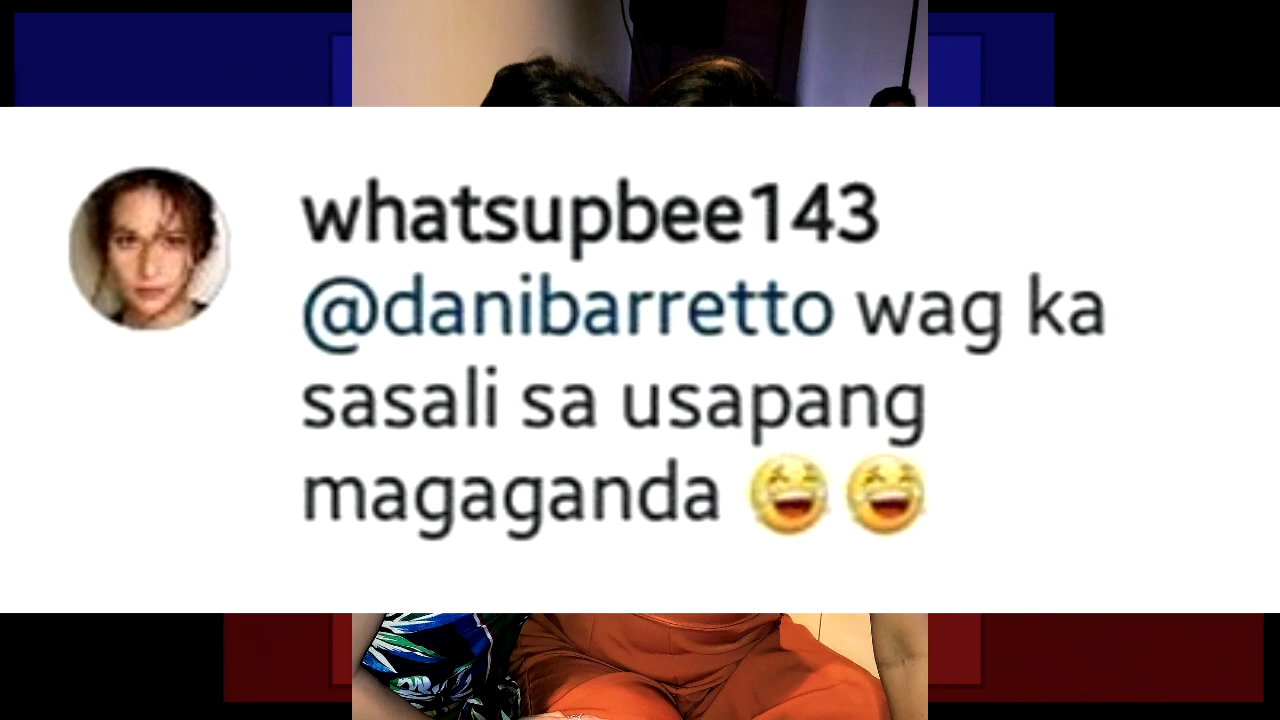 whatsupbee143
@danibarretto wag ka
sasali sa usapang
magaganda 😆😆